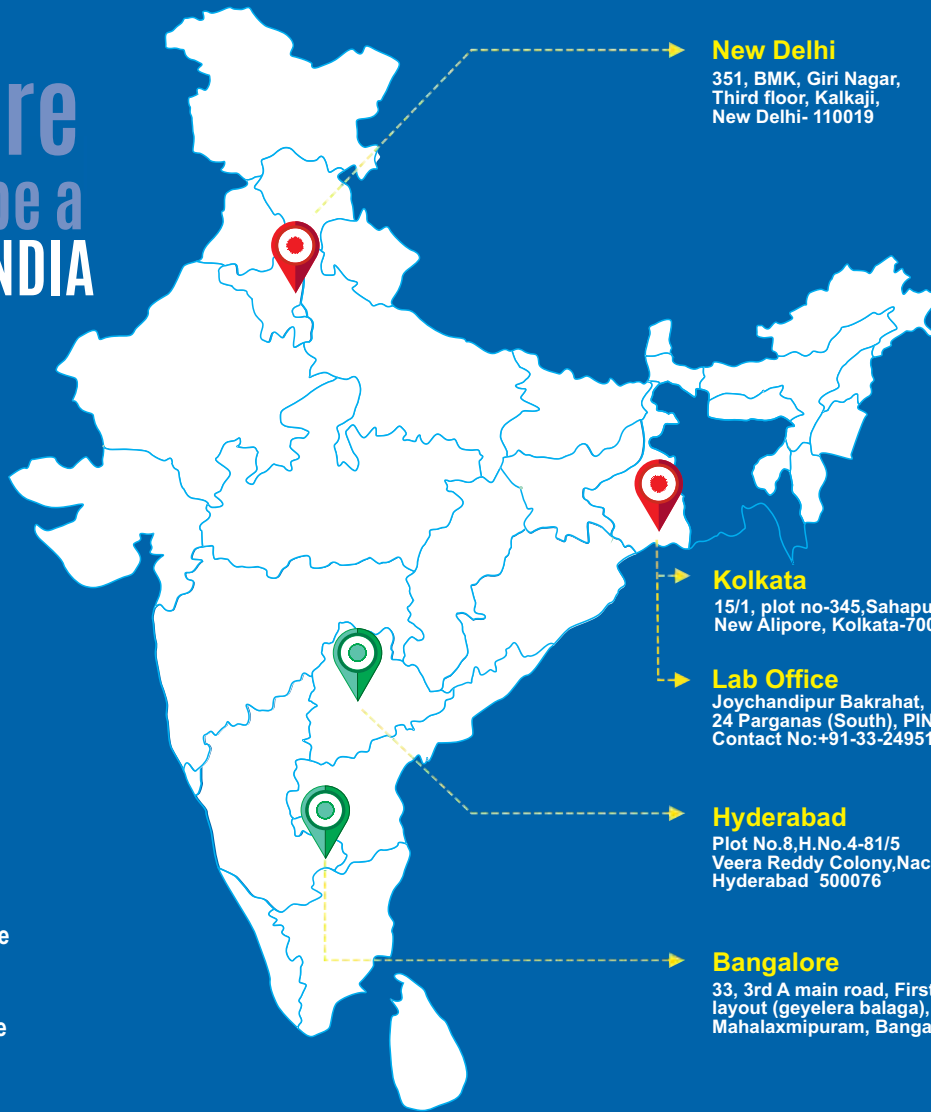 re
be a
NDIA
New Delhi
351, BMK, Giri Nagar,
Third floor, Kalkaji,
New Delhi- 110019
Kolkata
15/1, plot no-345,Sahapu
New Alipore, Kolkata-700
Lab Office
Joychandipur Bakrahat,
24 Parganas (South), PIN
Contact No:+91-33-24951
Hyderabad
Plot No.8,H.No.4-81/5
Veera Reddy Colony,Nac
Hyderabad 500076
Bangalore
33, 3rd A main road, First
layout (geyelera balaga),
Mahalaxmipuram, Banga
e
e